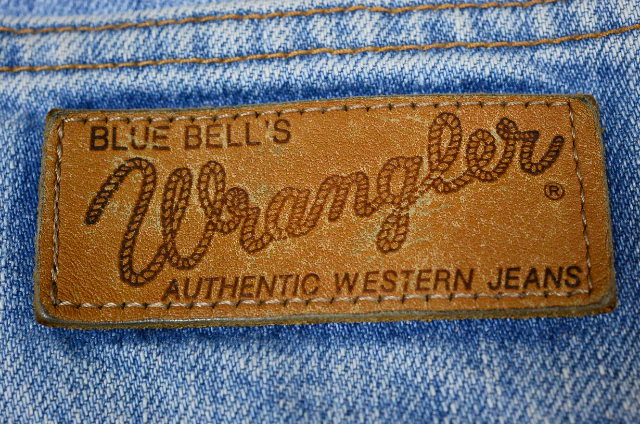 BLUE BELL'S
Wrangler®
AUTHENTIC WESTERN JEANS